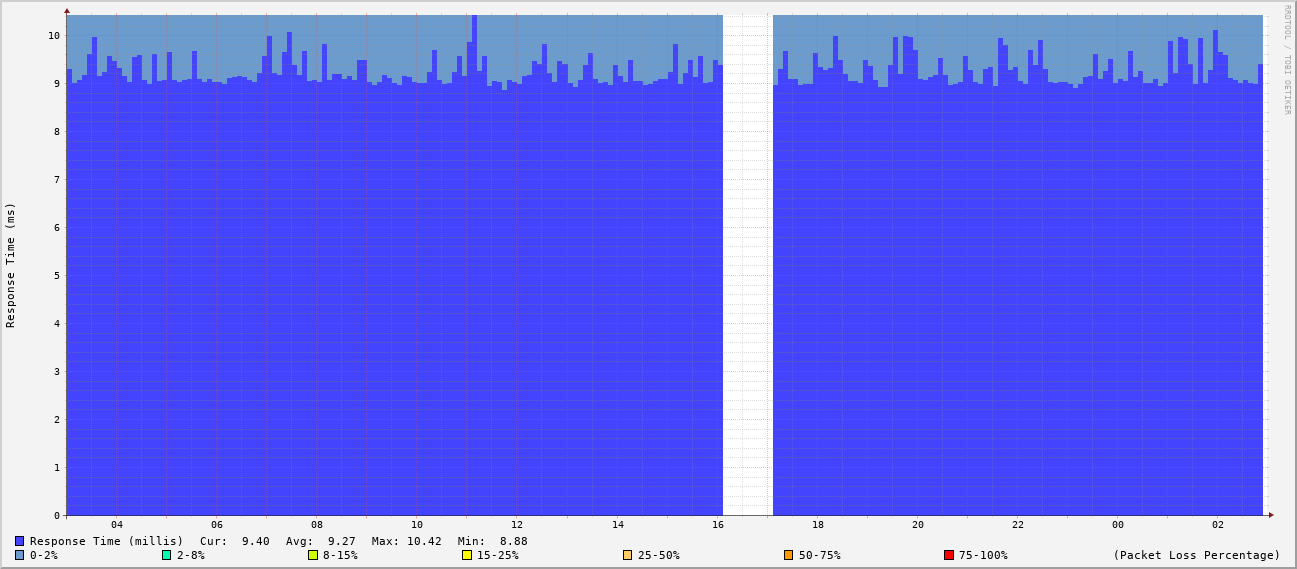 RRDTOOL / TOBI OETIKER
Response Time (ms)
10
9
8
7
6
5
4
3
2
1
0
04 06 08 10 12 14 16 18 20 22 00 02
Response Time (millis) Cur: 9.40 Avg: 9.27 Max: 10.42 Min: 8.88
0-2% 2-8% 8-15% 15-25% 25-50% 50-75% 75-100% (Packet Loss Percentage)